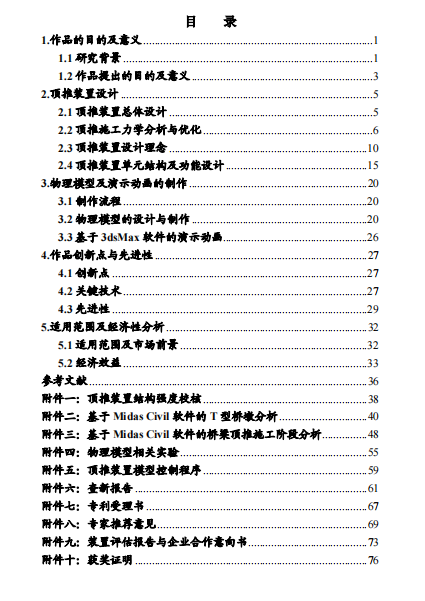 目 录
1.作品的目的及意义............1
1.1 研究背景............1
1.2 作品提出的目的及意义............3
2.顶推装置设计............5
2.1 顶推装置总体设计............5
2.2 顶推施工力学分析与优化............6
2.3 顶推装置设计理念............10
2.4 顶推装置单元结构及功能设计............15
3.物理模型及演示动画的制作............20
3.1 制作流程............20
3.2 物理模型的设计与制作............20
3.3 基于 3dsMax 软件的演示动画............26
4.作品创新点与先进性............27
4.1 创新点............27
4.2 关键技术............27
4.3 先进性............29
5.适用范围及经济性分析............32
5.1 适用范围及市场前景............32
5.2 经济效益............33
参考文献............36
附件一：顶推装置结构强度校核............38
附件二：基于 Midas Civil 软件的 T 型桥墩分析............40
附件三：基于 Midas Civil 软件的桥梁顶推施工阶段分析............48
附件四：物理模型相关实验............55
附件五：顶推装置模型控制程序............59
附件六：查新报告............61
附件七：专利受理书............67
附件八：专家推荐意见............69
附件九：装置评估报告与企业合作意向书............73
附件十：获奖证明............76